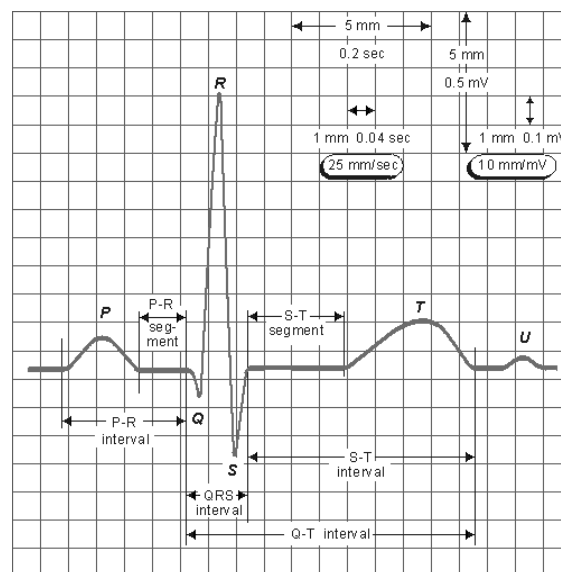 5 mm
0.2 sec
5 mm
0.5 mV
R
1 mm 0.04 sec
1 mm 0.1 mV
25 mm/sec
10 mm/mV
P
P-R
seg-
ment
S-T
segment
T
U
P-R
interval
Q
S
S-T
interval
QRS
interval
Q-T interval